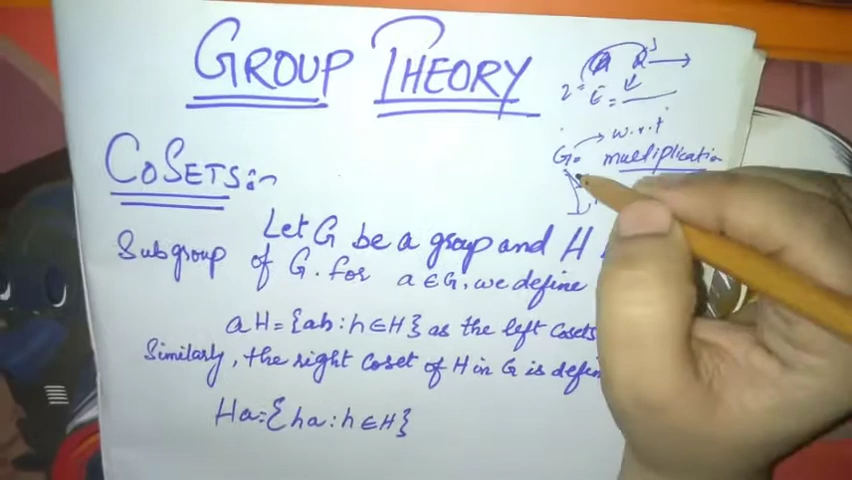 GROUP THEORY
G. → w.r.t
multiplication
COSETS:~
Let G be a group and H
Subgroup of G. For a ∈ G, we define
aH = {ah : h ∈ H} as the left Cosets
Similarly, the right coset of H in G is defin
Ha = {ha : h ∈ H}